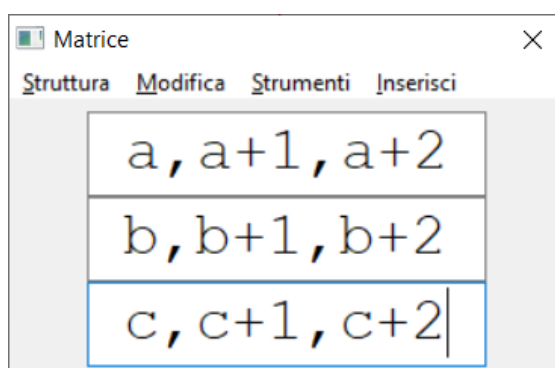 Matrice
Struttura Modifica Strumenti Inserisci
a,a+1,a+2
b,b+1,b+2
c,c+1,c+2